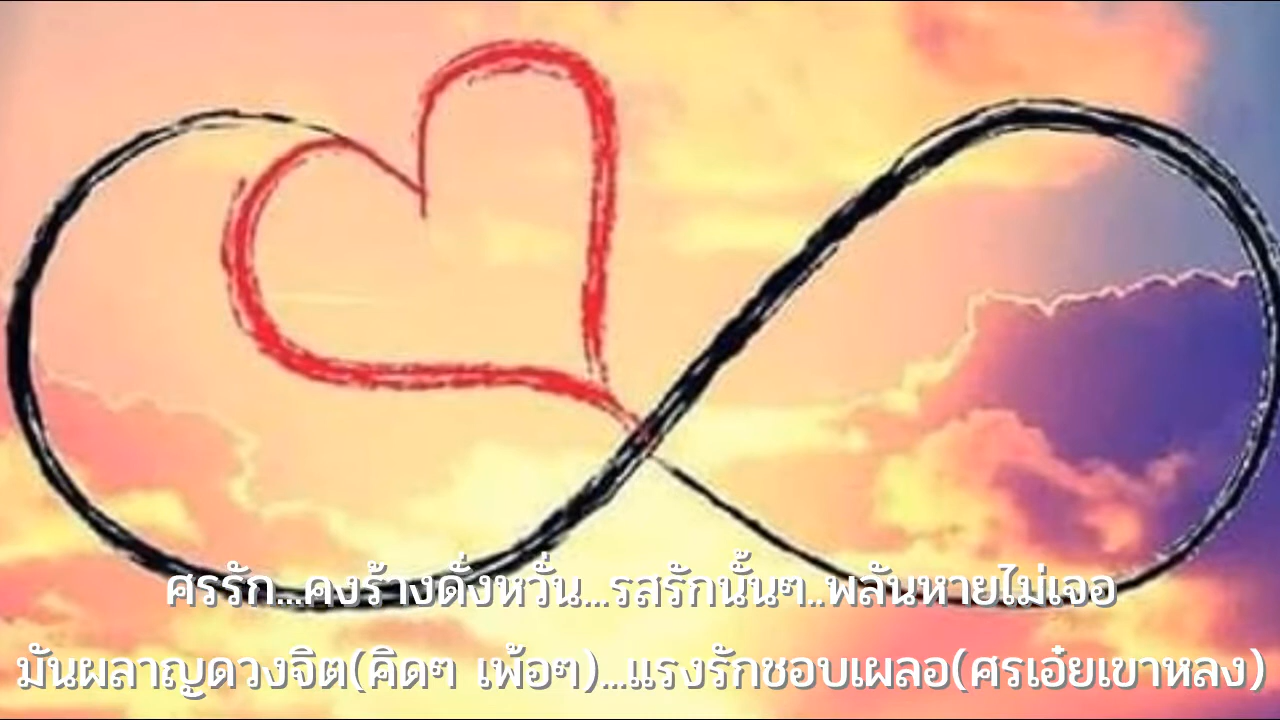 ศรรัก...คงร้างดั่งหวั่น...รสรักนั้นๆ..พลันหายไม่เจอ
มันผลาญดวงจิต(คิดๆ เพ้อๆ)...แรงรักชอบเผลอ(ศรเอ๋ยเขาหลง)